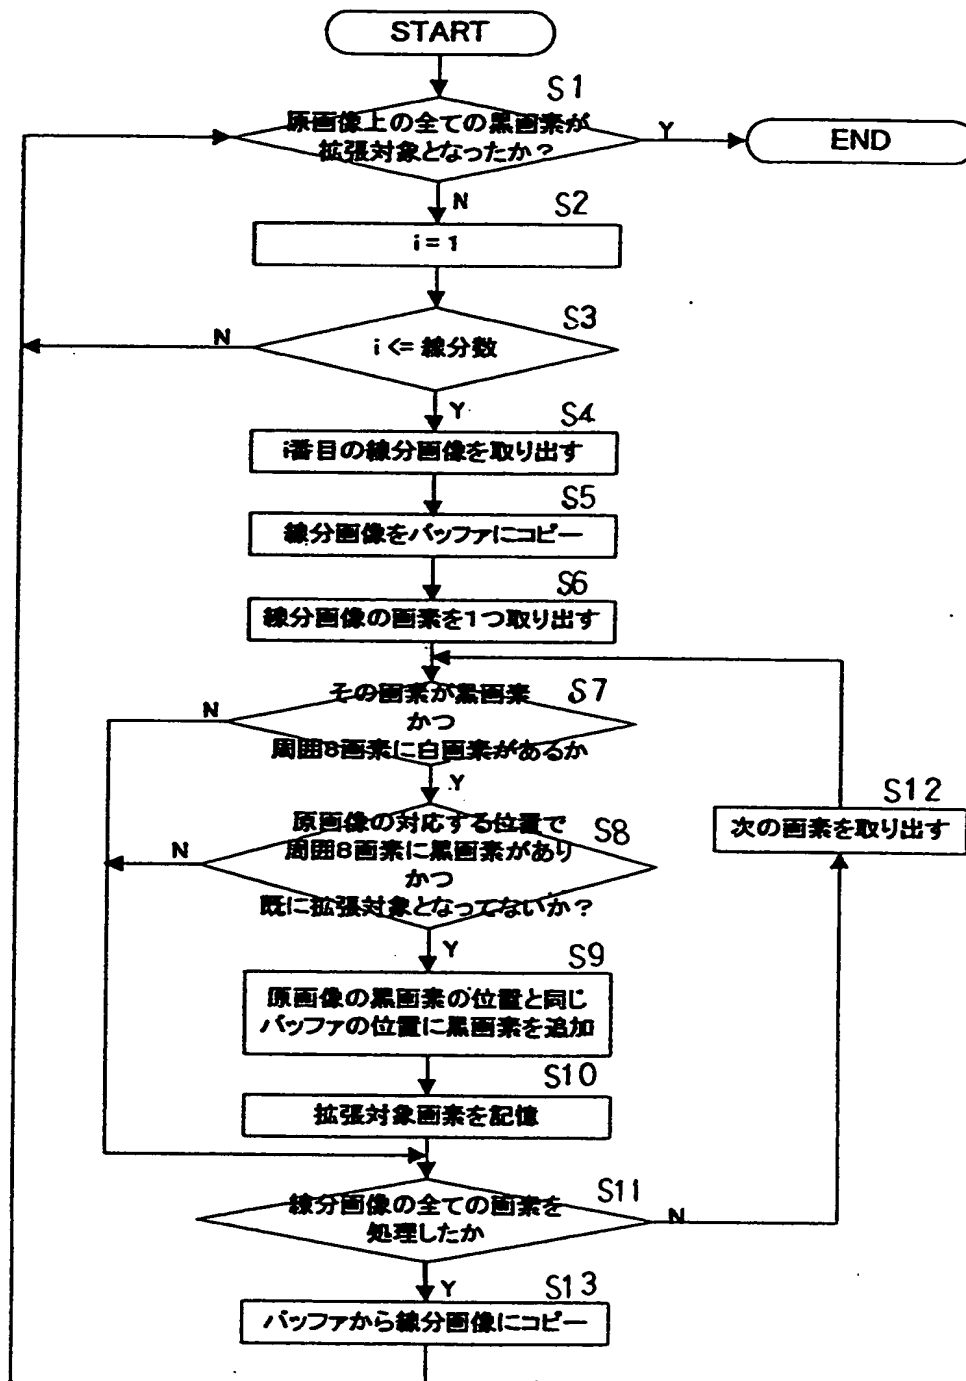 START
S1
原画像上の全ての黒画素が
拡張対象となったか？
Y
END
N
S2
i = 1
S3
N
i <= 線分数
Y
S4
i番目の線分画像を取り出す
S5
線分画像をバッファにコピー
S6
線分画像の画素を1つ取り出す
S7
その画素が黒画素
かつ
周囲8画素に白画素があるか
N
Y
S12
次の画素を取り出す
S8
原画像の対応する位置で
周囲8画素に黒画素があり
かつ
既に拡張対象となってないか？
N
Y
S9
原画像の黒画素の位置と同じ
バッファの位置に黒画素を追加
S10
拡張対象画素を記憶
S11
線分画像の全ての画素を
処理したか
N
Y
S13
バッファから線分画像にコピー